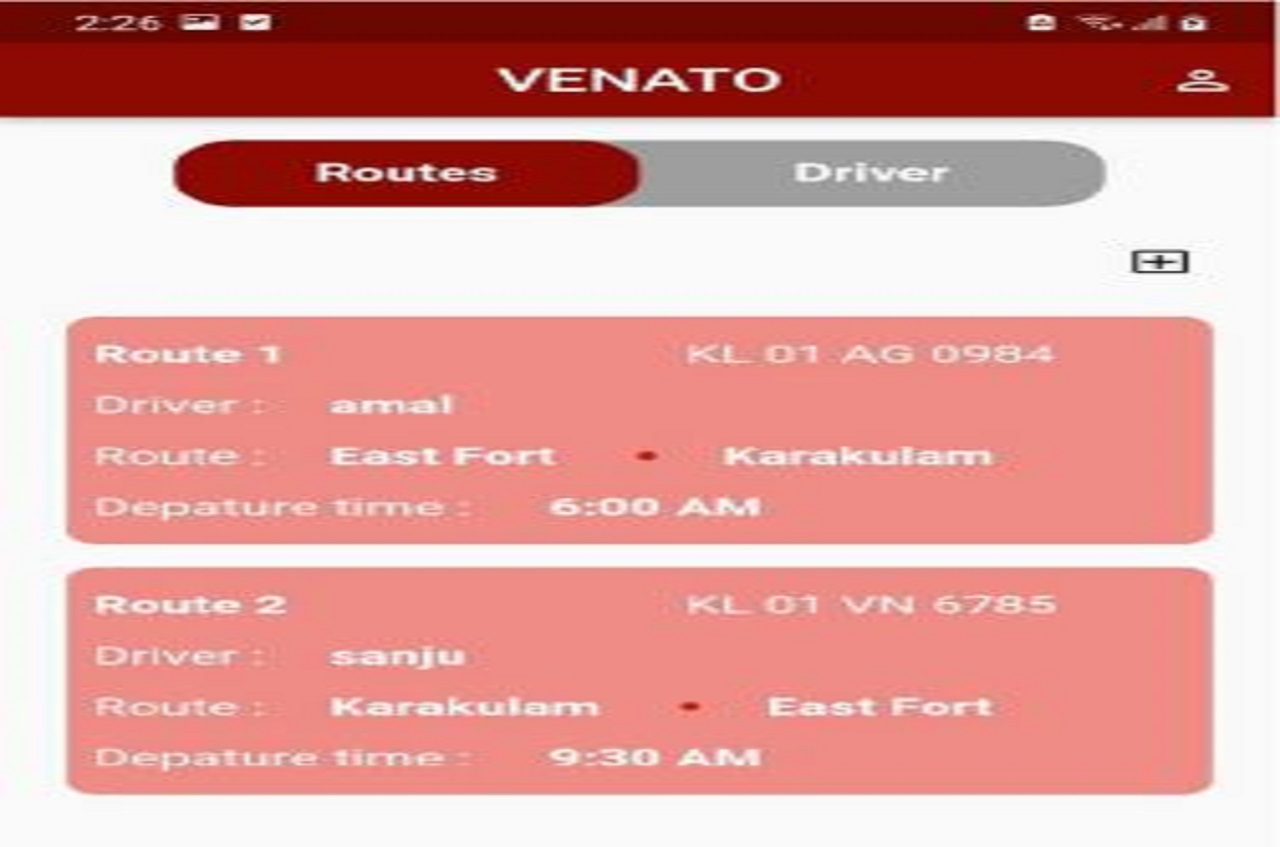 2:26
VENATO
Routes Driver
Route 1 KL 01 AG 0984
Driver : amal
Route : East Fort • Karakulam
Depature time : 6:00 AM
Route 2 KL 01 VN 6785
Driver : sanju
Route : Karakulam • East Fort
Depature time : 9:30 AM